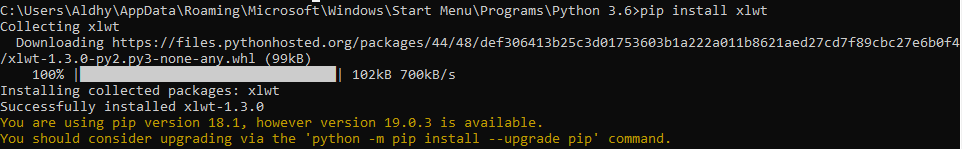 C:\Users\Aldhy\AppData\Roaming\Microsoft\Windows\Start Menu\Programs\Python 3.6>pip install xlwt
Collecting xlwt
  Downloading https://files.pythonhosted.org/packages/44/48/def306413b25c3d01753603b1a222a011b8621aed27cd7f89cbc27e6b0f4
/xlwt-1.3.0-py2.py3-none-any.whl (99kB)
    100% |████████████████████████████████| 102kB 700kB/s
Installing collected packages: xlwt
Successfully installed xlwt-1.3.0
You are using pip version 18.1, however version 19.0.3 is available.
You should consider upgrading via the 'python -m pip install --upgrade pip' command.